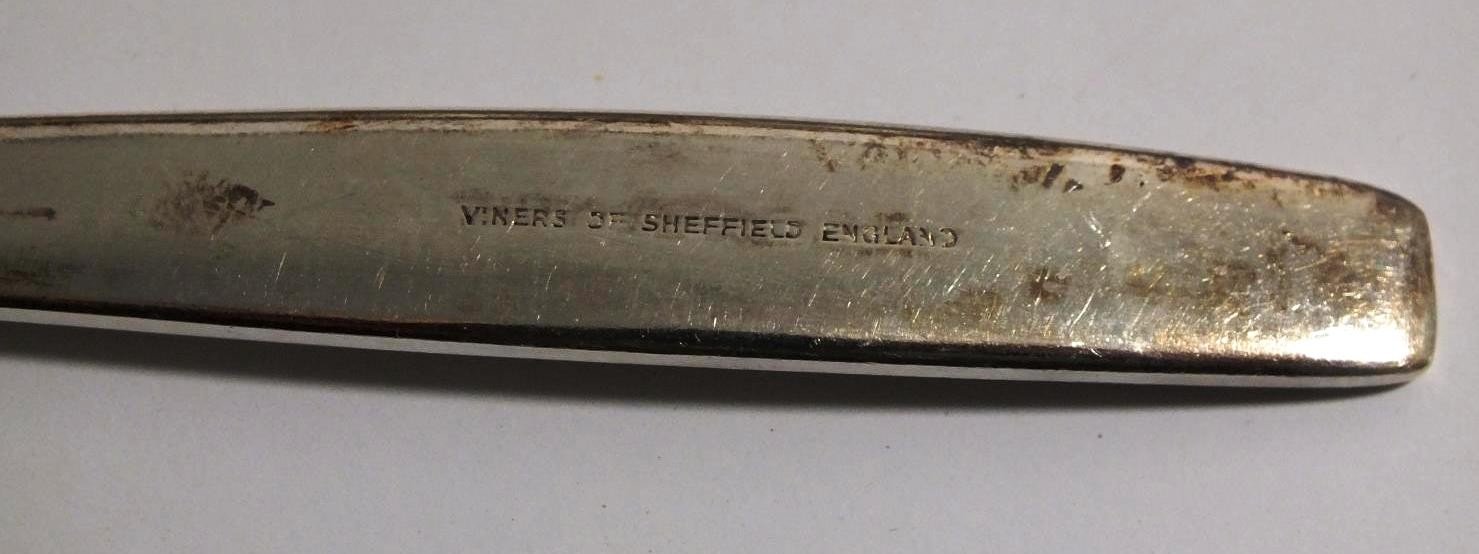 VINERS OF SHEFFIELD ENGLAND